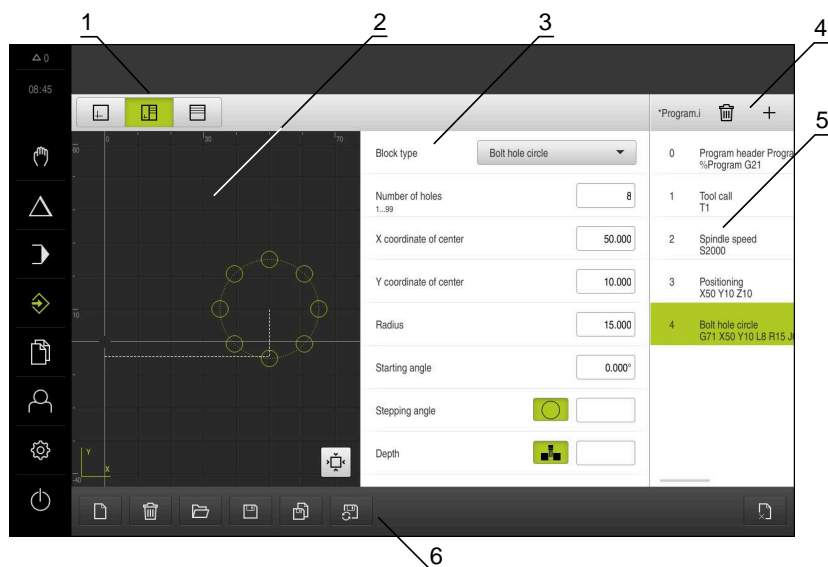 1
2
3
4
5
6
0
08:45
*Program.i
0
30
70
80
10
-40
Y
X
Block type
Bolt hole circle
Number of holes
1...99
8
X coordinate of center
50.000
Y coordinate of center
10.000
Radius
15.000
Starting angle
0.000°
Stepping angle
Depth
0 Program header Progra
%Program G21
1 Tool call
T1
2 Spindle speed
S2000
3 Positioning
X50 Y10 Z10
4 Bolt hole circle
G71 X50 Y10 L8 R15